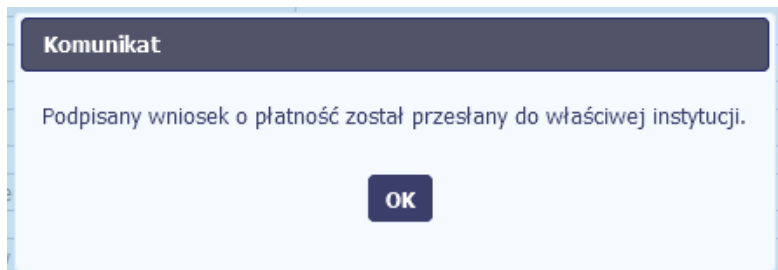 Komunikat
Podpisany wniosek o płatność został przesłany do właściwej instytucji.
OK